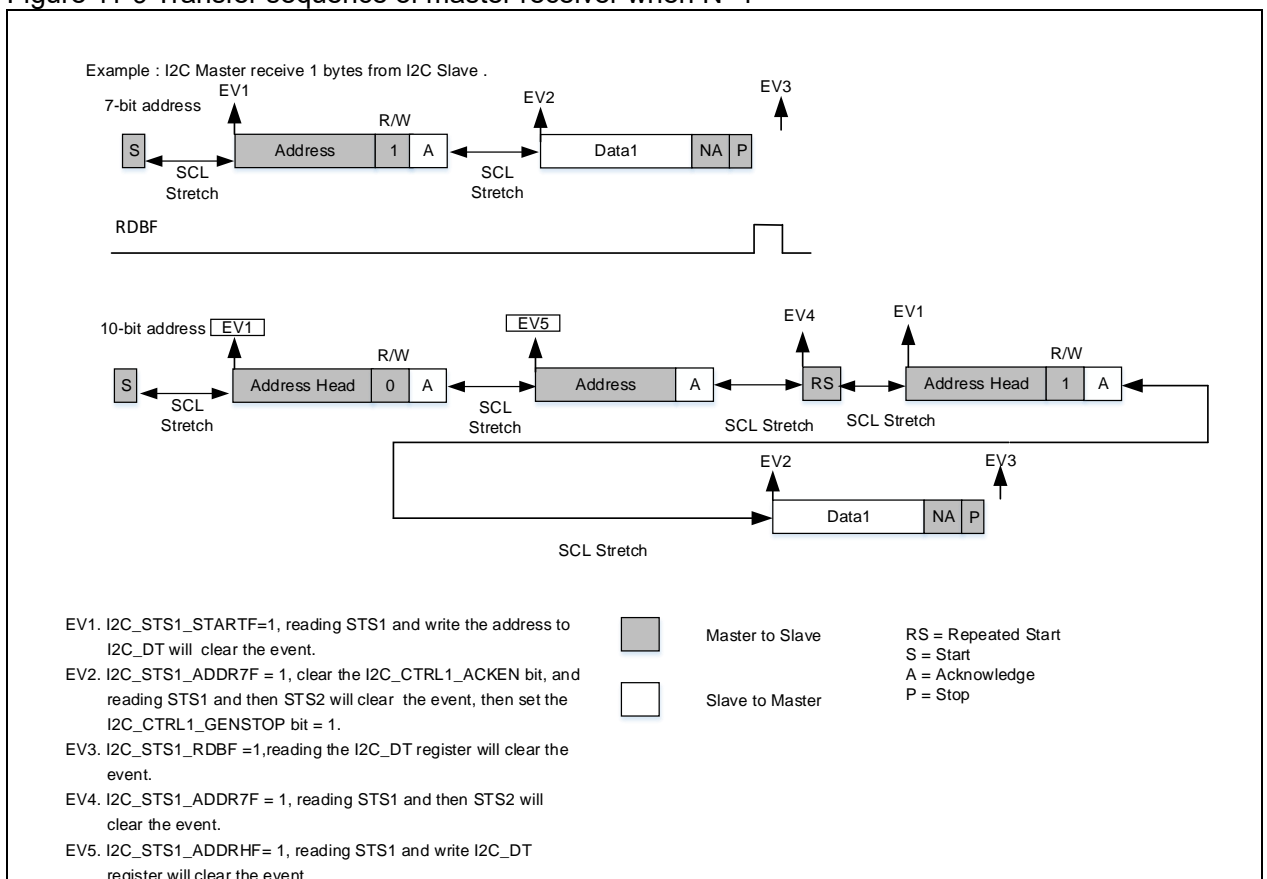 Figure 11-9 Transfer sequence of master receiver when N=1
Example : I2C Master receive 1 bytes from I2C Slave .
7-bit address
EV1
EV2
EV3
R/W
S
Address
1
A
Data1
NA
P
SCL
Stretch
SCL
Stretch
RDBF
10-bit address
EV1
EV5
EV4
EV1
R/W
R/W
S
Address Head
0
A
Address
A
RS
Address Head
1
A
SCL
Stretch
SCL
Stretch
SCL Stretch
SCL Stretch
EV2
EV3
Data1
NA
P
SCL Stretch
EV1. I2C_STS1_STARTF=1, reading STS1 and write the address to
I2C_DT will clear the event.
EV2. I2C_STS1_ADDR7F = 1, clear the I2C_CTRL1_ACKEN bit, and
reading STS1 and then STS2 will clear the event, then set the
I2C_CTRL1_GENSTOP bit = 1.
EV3. I2C_STS1_RDBF =1,reading the I2C_DT register will clear the
event.
EV4. I2C_STS1_ADDR7F = 1, reading STS1 and then STS2 will
clear the event.
EV5. I2C_STS1_ADDRHF= 1, reading STS1 and write I2C_DT
register will clear the event
Master to Slave
Slave to Master
RS = Repeated Start
S = Start
A = Acknowledge
P = Stop